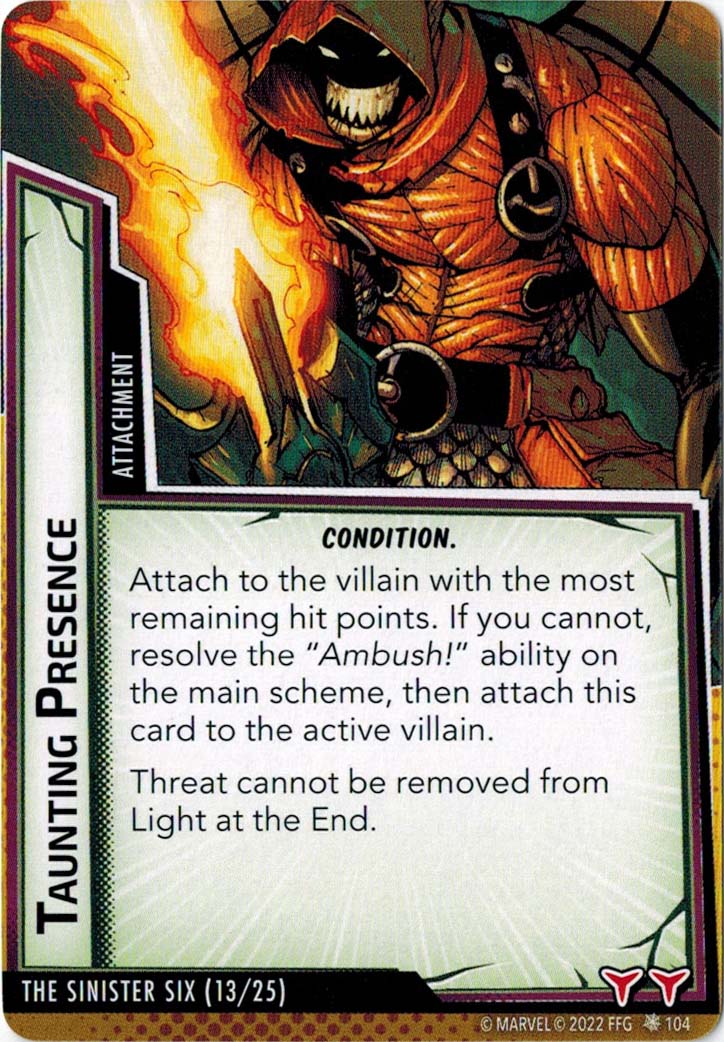 ATTACHMENT
TAUNTING PRESENCE
CONDITION.
Attach to the villain with the most
remaining hit points. If you cannot,
resolve the "Ambush!" ability on
the main scheme, then attach this
card to the active villain.
Threat cannot be removed from
Light at the End.
THE SINISTER SIX (13/25)
© MARVEL © 2022 FFG 104